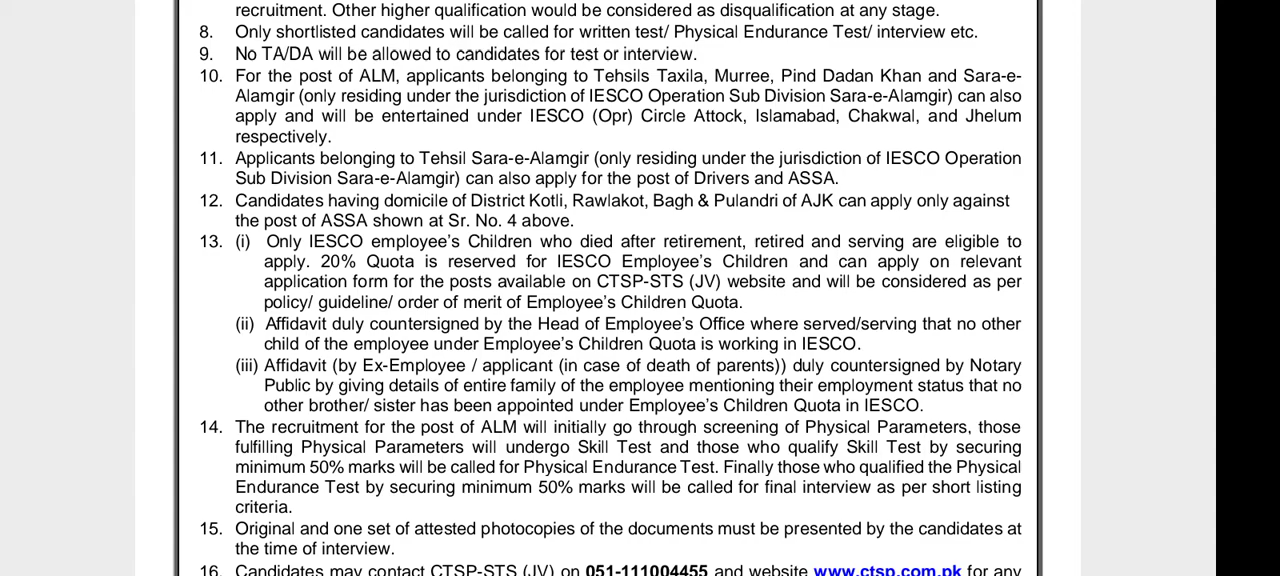 recruitment. Other higher qualification would be considered as disqualification at any stage.
8. Only shortlisted candidates will be called for written test/ Physical Endurance Test/ interview etc.
9. No TA/DA will be allowed to candidates for test or interview.
10. For the post of ALM, applicants belonging to Tehsils Taxila, Murree, Pind Dadan Khan and Sara-e-
Alamgir (only residing under the jurisdiction of IESCO Operation Sub Division Sara-e-Alamgir) can also
apply and will be entertained under IESCO (Opr) Circle Attock, Islamabad, Chakwal, and Jhelum
respectively.
11. Applicants belonging to Tehsil Sara-e-Alamgir (only residing under the jurisdiction of IESCO Operation
Sub Division Sara-e-Alamgir) can also apply for the post of Drivers and ASSA.
12. Candidates having domicile of District Kotli, Rawlakot, Bagh & Pulandri of AJK can apply only against
the post of ASSA shown at Sr. No. 4 above.
13. (i) Only IESCO employee's Children who died after retirement, retired and serving are eligible to
apply. 20% Quota is reserved for IESCO Employee's Children and can apply on relevant
application form for the posts available on CTSP-STS (JV) website and will be considered as per
policy/ guideline/ order of merit of Employee's Children Quota.
(ii) Affidavit duly countersigned by the Head of Employee's Office where served/serving that no other
child of the employee under Employee's Children Quota is working in IESCO.
(iii) Affidavit (by Ex-Employee / applicant (in case of death of parents)) duly countersigned by Notary
Public by giving details of entire family of the employee mentioning their employment status that no
other brother/ sister has been appointed under Employee's Children Quota in IESCO.
14. The recruitment for the post of ALM will initially go through screening of Physical Parameters, those
fulfilling Physical Parameters will undergo Skill Test and those who qualify Skill Test by securing
minimum 50% marks will be called for Physical Endurance Test. Finally those who qualified the Physical
Endurance Test by securing minimum 50% marks will be called for final interview as per short listing
criteria.
15. Original and one set of attested photocopies of the documents must be presented by the candidates at
the time of interview.
16. Candidates may contact CTSP-STS (JV) on 051-111004455 and website www.ctsp.com.pk for any